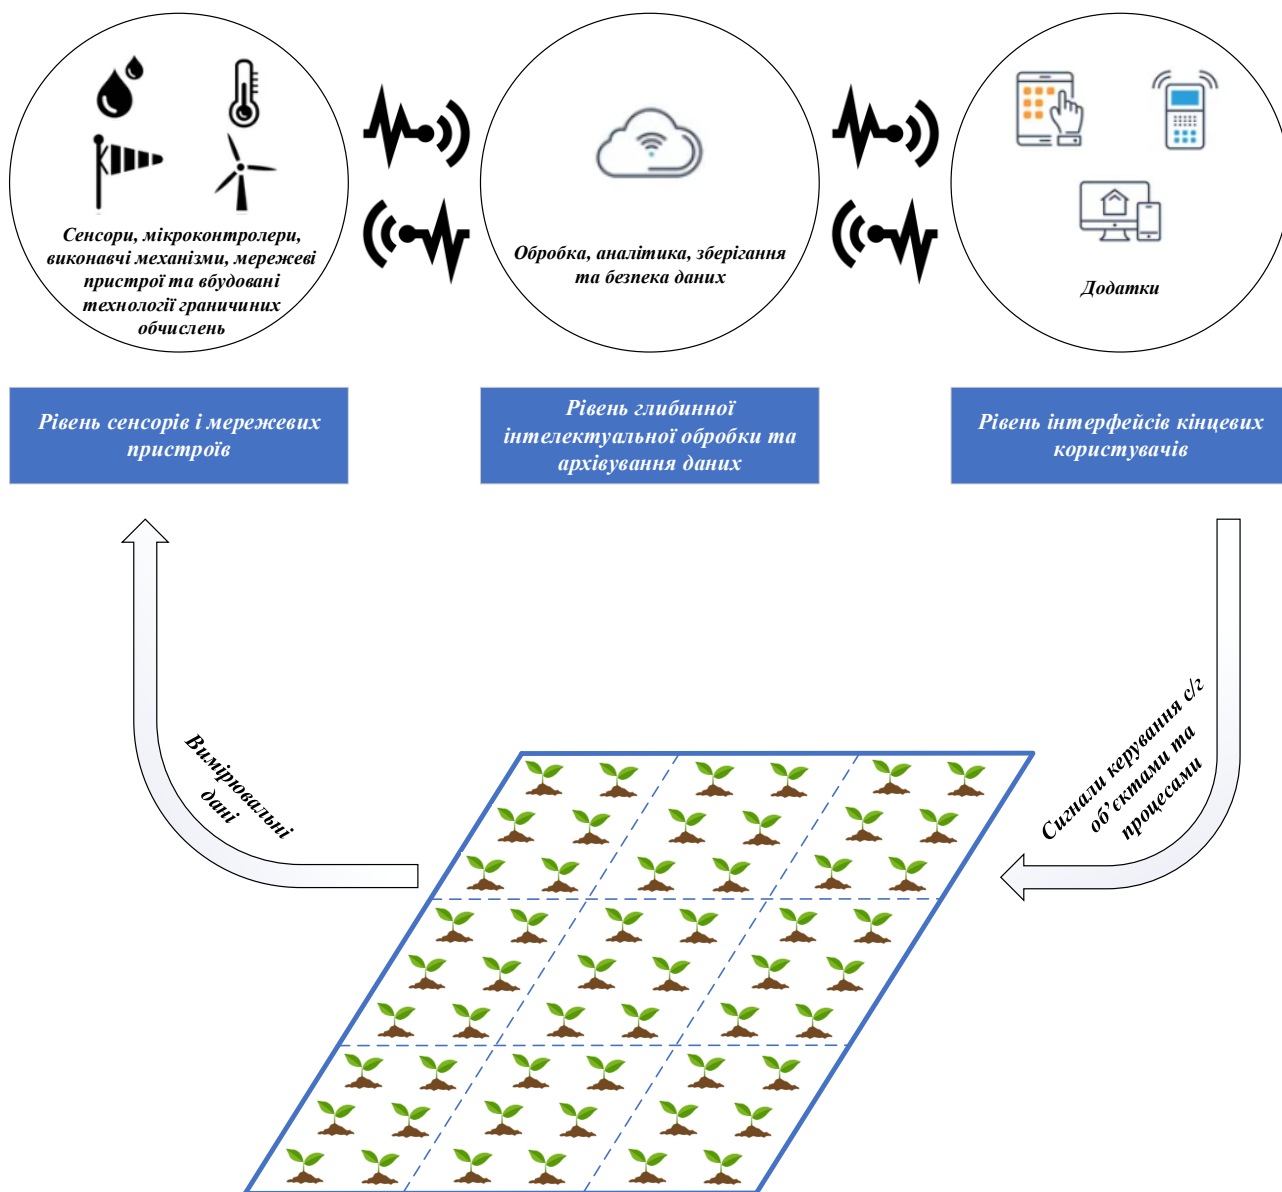 Сенсори, мікроконтролери,
виконавчі механізми, мережеві
пристрої та вбудовані
технології граничиних
обчислень
Обробка, аналітика, зберігання
та безпека даних
Додатки
Рівень сенсорів і мережевих
пристроїв
Рівень глибинної
інтелектуальної обробки та
архівування даних
Рівень інтерфейсів кінцевих
користувачів
Вимірювальні
дані
Сигнали керування с/г
об’єктами та
процесами